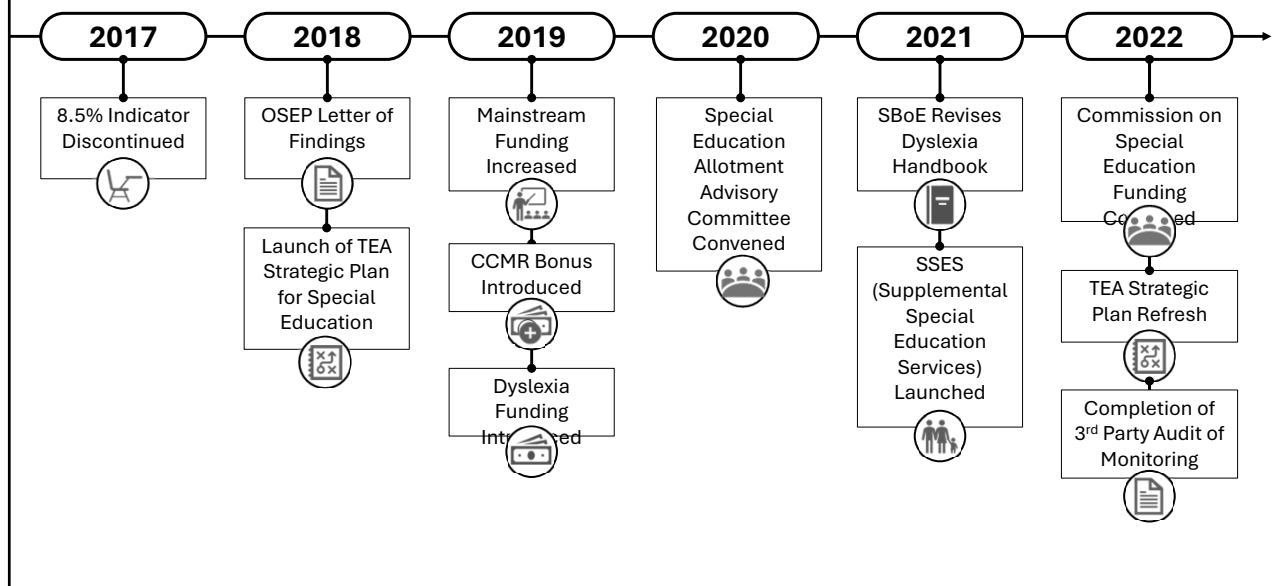 2017
8.5% Indicator
Discontinued
2018
OSEP Letter of
Findings
Launch of TEA
Strategic Plan
for Special
Education
2019
Mainstream
Funding
Increased
CCMR Bonus
Introduced
Dyslexia
Funding
2020
Special
Education
Allotment
Advisory
Committee
Convened
2021
SBoE Revises
Dyslexia
Handbook
SSES
(Supplemental
Special
Education
Services)
Launched
2022
Commission on
Special
Education
Funding
TEA Strategic
Plan Refresh
Completion of
3rd Party Audit of
Monitoring